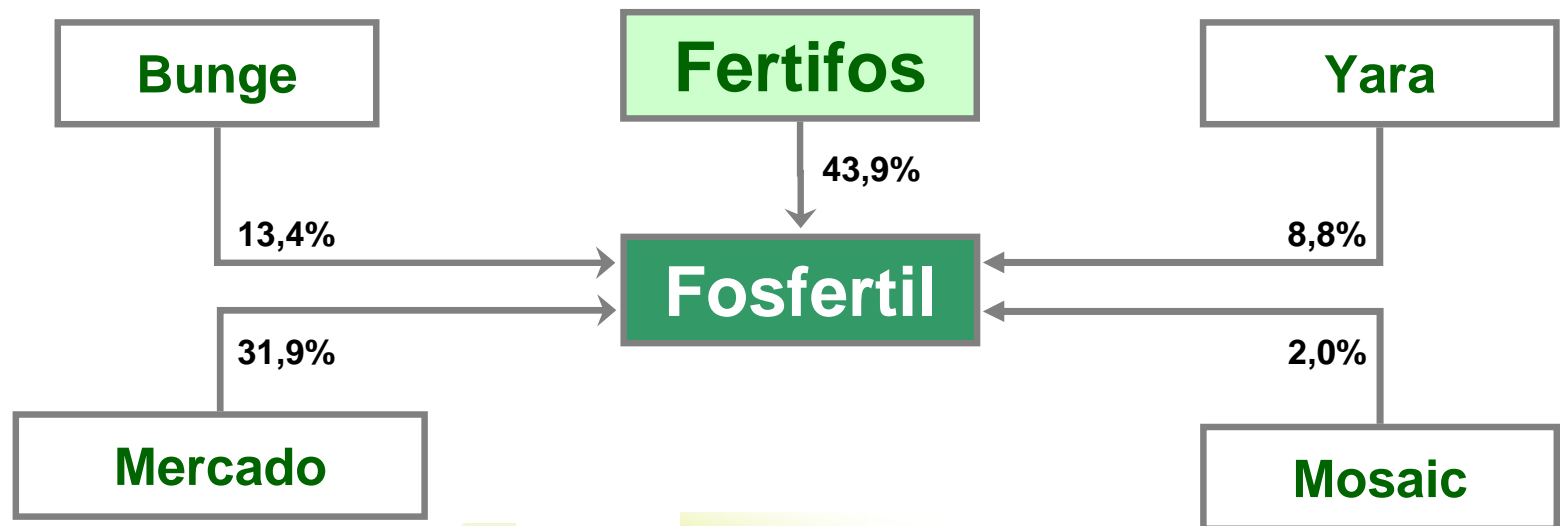 Bunge
Fertifos
Yara
43,9%
13,4%
8,8%
Fosfertil
31,9%
2,0%
Mercado
Mosaic